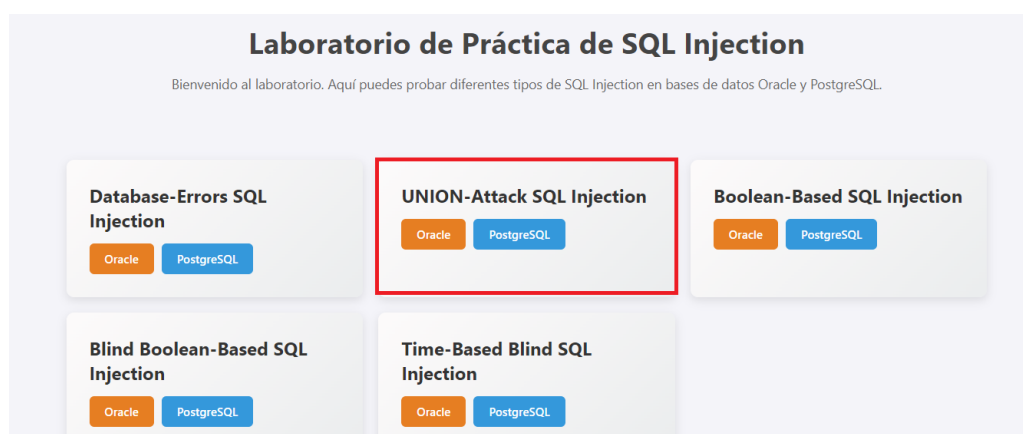 Laboratorio de Práctica de SQL Injection
Bienvenido al laboratorio. Aquí puedes probar diferentes tipos de SQL Injection en bases de datos Oracle y PostgreSQL.
Database-Errors SQL
Injection
Oracle PostgreSQL
UNION-Attack SQL Injection
Oracle PostgreSQL
Boolean-Based SQL Injection
Oracle PostgreSQL
Blind Boolean-Based SQL
Injection
Oracle PostgreSQL
Time-Based Blind SQL
Injection
Oracle PostgreSQL